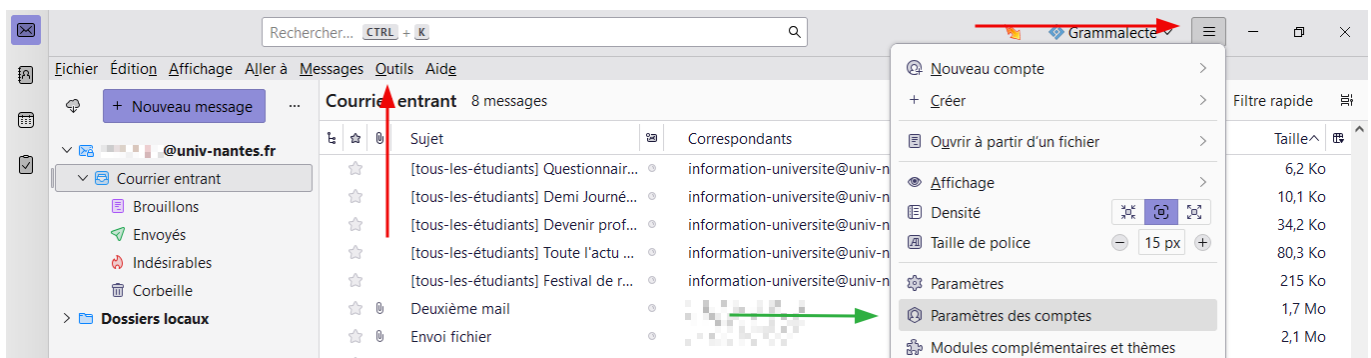 Rechercher... CTRL + K
Grammalecte
Fichier Édition Affichage Aller à Messages Outils Aide
+ Nouveau message ...
Courrier entrant 8 messages
Filtre rapide
Sujet Correspondants Taille
@univ-nantes.fr
Courrier entrant
Brouillons
Envoyés
Indésirables
Corbeille
Dossiers locaux
[tous-les-étudiants] Questionnair... information-universite@univ-n 6,2 Ko
[tous-les-étudiants] Demi Journé... information-universite@univ-n 10,1 Ko
[tous-les-étudiants] Devenir prof... information-universite@univ-n 34,2 Ko
[tous-les-étudiants] Toute l'actu ... information-universite@univ-n 80,3 Ko
[tous-les-étudiants] Festival de r... information-universite@univ-n 215 Ko
Deuxième mail 1,7 Mo
Envoi fichier 2,1 Mo
Nouveau compte
+ Créer
Ouvrir à partir d’un fichier
Affichage
Densité
Taille de police 15 px
Paramètres
Paramètres des comptes
Modules complémentaires et thèmes